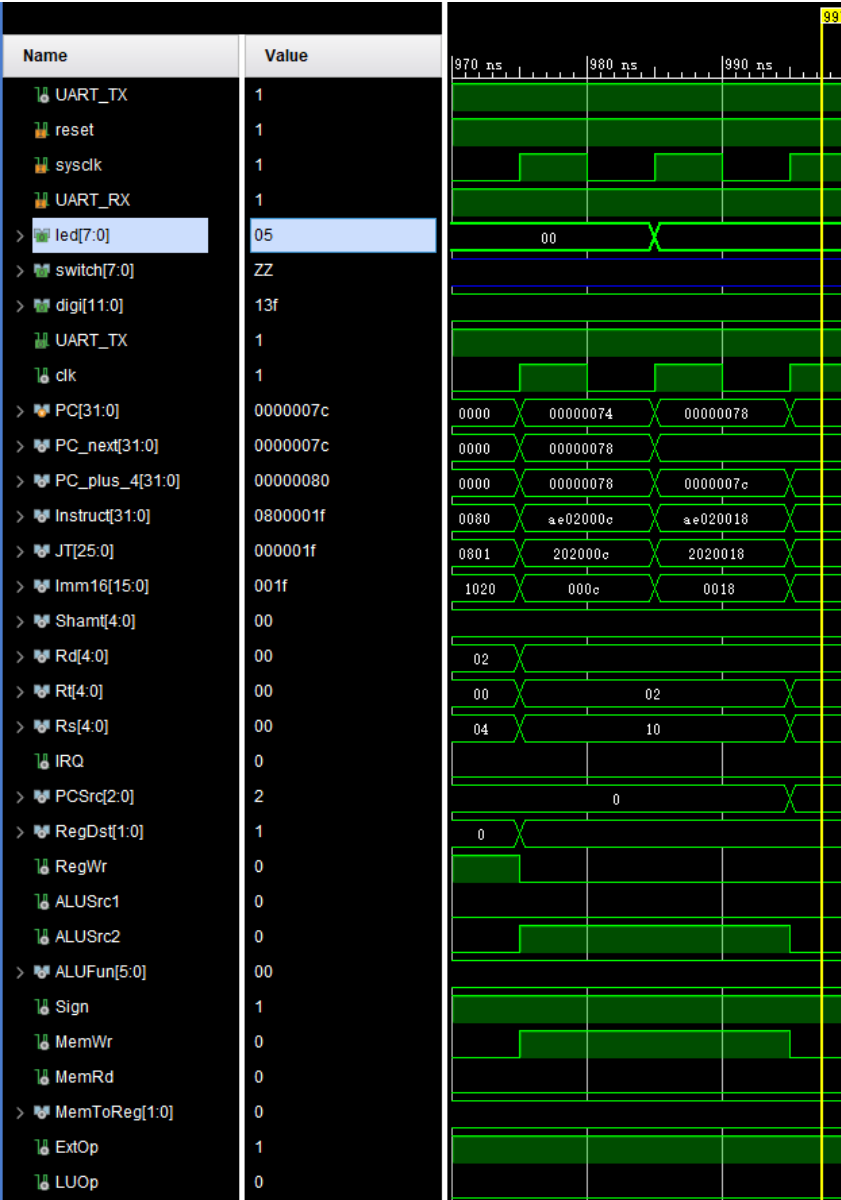 99
Name Value 970 ns 980 ns 990 ns
UART_TX 1
reset 1
sysclk 1
UART_RX 1
led[7:0] 05 00
switch[7:0] ZZ
digi[11:0] 13f
UART_TX 1
clk 1
PC[31:0] 0000007c 0000 00000074 00000078
PC_next[31:0] 0000007c 0000 00000078
PC_plus_4[31:0] 00000080 0000 00000078 0000007c
Instruct[31:0] 0800001f 0080 ae02000c ae020018
JT[25:0] 000001f 0801 202000c 2020018
Imm16[15:0] 001f 1020 000c 0018
Shamt[4:0] 00
Rd[4:0] 00 02
Rt[4:0] 00 00 02
Rs[4:0] 00 04 10
IRQ 0
PCSrc[2:0] 2 0
RegDst[1:0] 1 0
RegWr 0
ALUSrc1 0
ALUSrc2 0
ALUFun[5:0] 00
Sign 1
MemWr 0
MemRd 0
MemToReg[1:0] 0
ExtOp 1
LUOp 0